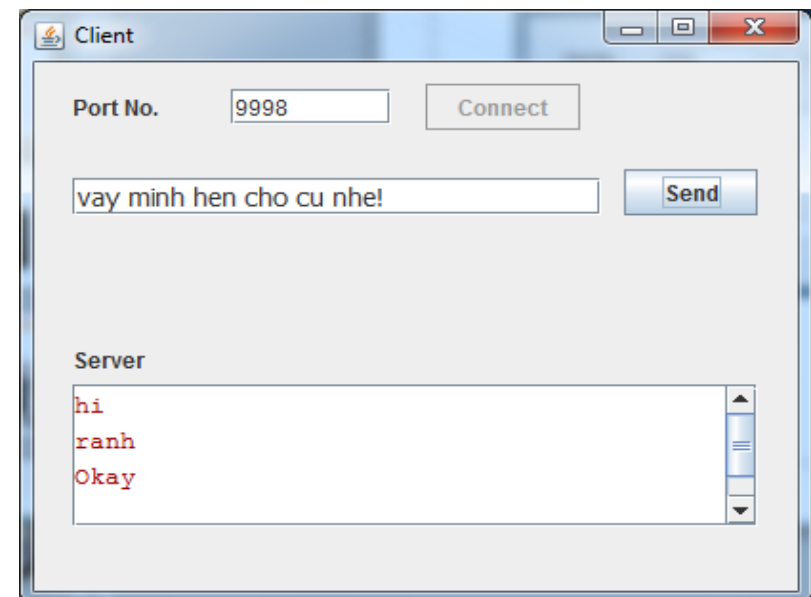 Client
Port No. 9998 Connect
vay minh hen cho cu nhe! Send
Server
hi
ranh
Okay